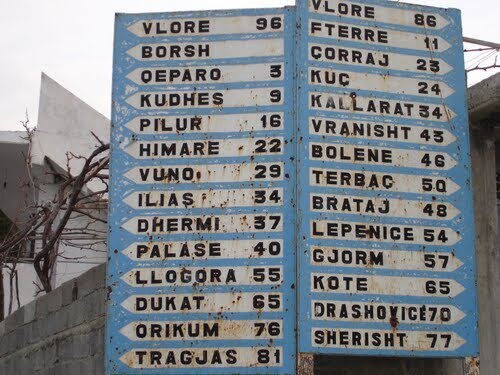 VLORE 96
BORSH
QEPARO 3
KUDHES 9
PILUR 16
HIMARE 22
VUNO 29
ILIAS 34
DHERMI 37
PALASE 40
LLOGORA 55
DUKAT 65
ORIKUM 76
TRAGJAS 81
VLORE 86
FTERRE 11
CORRAJ 23
KUÇ 24
KALLARAT 34
VRANISHT 43
BOLENE 46
TERBAÇ 50
BRATAJ 48
LEPENICE 54
GJORM 57
KOTE 65
DRASHOVICE 70
SHERISHT 77